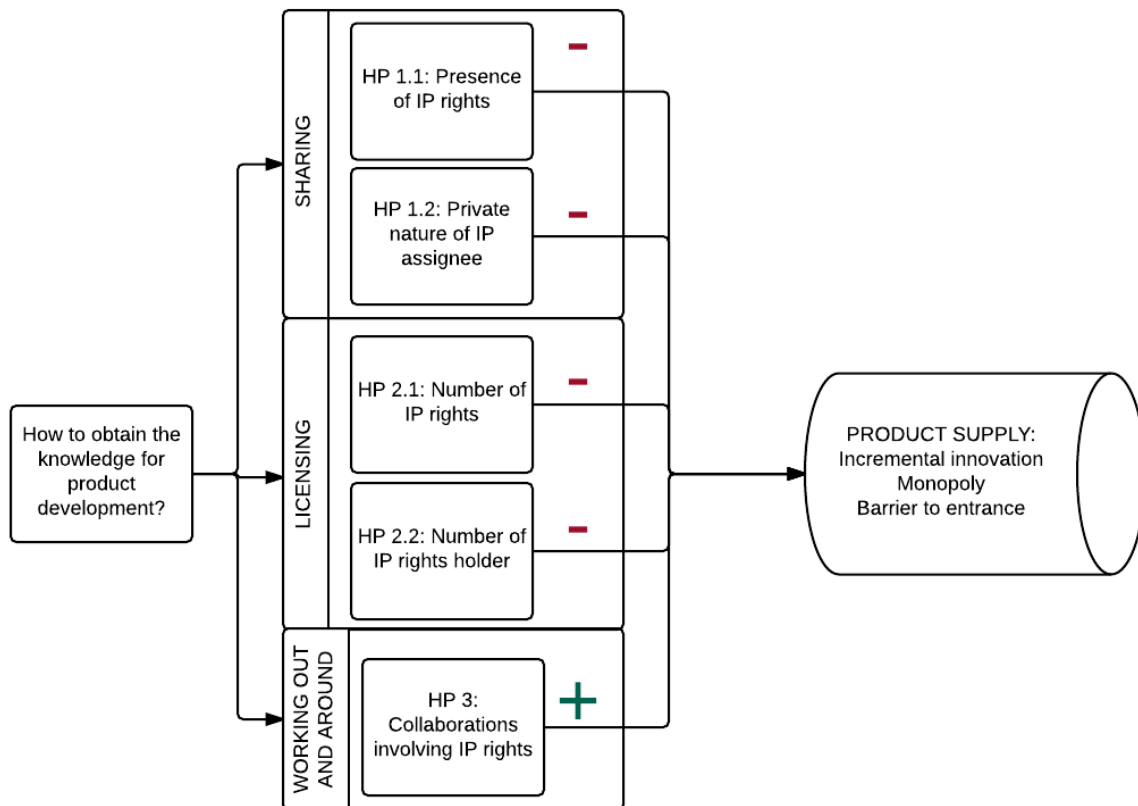 How to obtain the
knowledge for
product
development?
SHARING
HP 1.1: Presence
of IP rights
-
HP 1.2: Private
nature of IP
assignee
-
LICENSING
HP 2.1: Number of
IP rights
-
HP 2.2: Number of
IP rights holder
-
WORKING OUT
AND AROUND
HP 3:
Collaborations
involving IP rights
+
PRODUCT SUPPLY:
Incremental innovation
Monopoly
Barrier to entrance